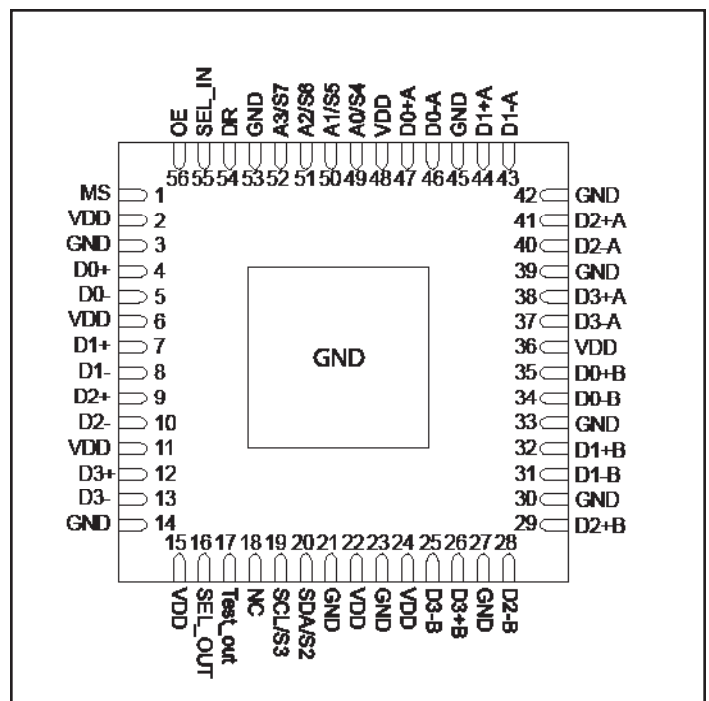 OE
SEL_IN
DR
GND
A3/S7
A2/S6
A1/S5
A0/S4
VDD
D0+A
D0-A
GND
D1+A
D1-A
56 55 54 53 52 51 50 49 48 47 46 45 44 43
MS 1
VDD 2
GND 3
D0+ 4
D0- 5
VDD 6
D1+ 7
D1- 8
D2+ 9
D2- 10
VDD 11
D3+ 12
D3- 13
GND 14
GND
42 GND
41 D2+A
40 D2-A
39 GND
38 D3+A
37 D3-A
36 VDD
35 D0+B
34 D0-B
33 GND
32 D1+B
31 D1-B
30 GND
29 D2+B
15 16 17 18 19 20 21 22 23 24 25 26 27 28
VDD
SEL_OUT
Test_out
NC
SCL/S3
SDA/S2
GND
VDD
GND
VDD
D3-B
D3+B
GND
D2-B